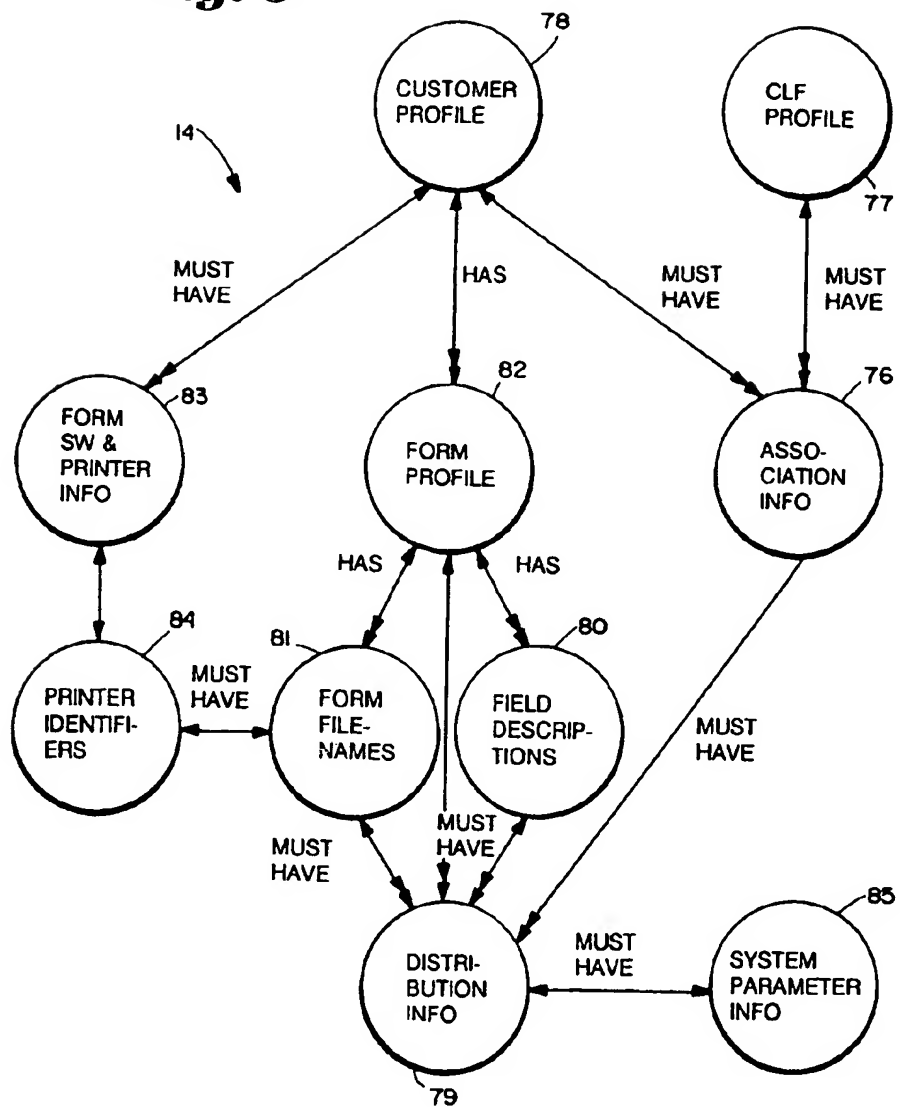 78
CUSTOMER
PROFILE
CLF
PROFILE
77
14
MUST
HAVE
HAS
MUST
HAVE
MUST
HAVE
83
FORM
SW &
PRINTER
INFO
82
FORM
PROFILE
76
ASSO-
CIATION
INFO
HAS
HAS
84
PRINTER
IDENTIFI-
ERS
MUST
HAVE
81
FORM
FILE-
NAMES
80
FIELD
DESCRIP-
TIONS
MUST
HAVE
MUST
HAVE
MUST
HAVE
DISTRI-
BUTION
INFO
79
MUST
HAVE
85
SYSTEM
PARAMETER
INFO